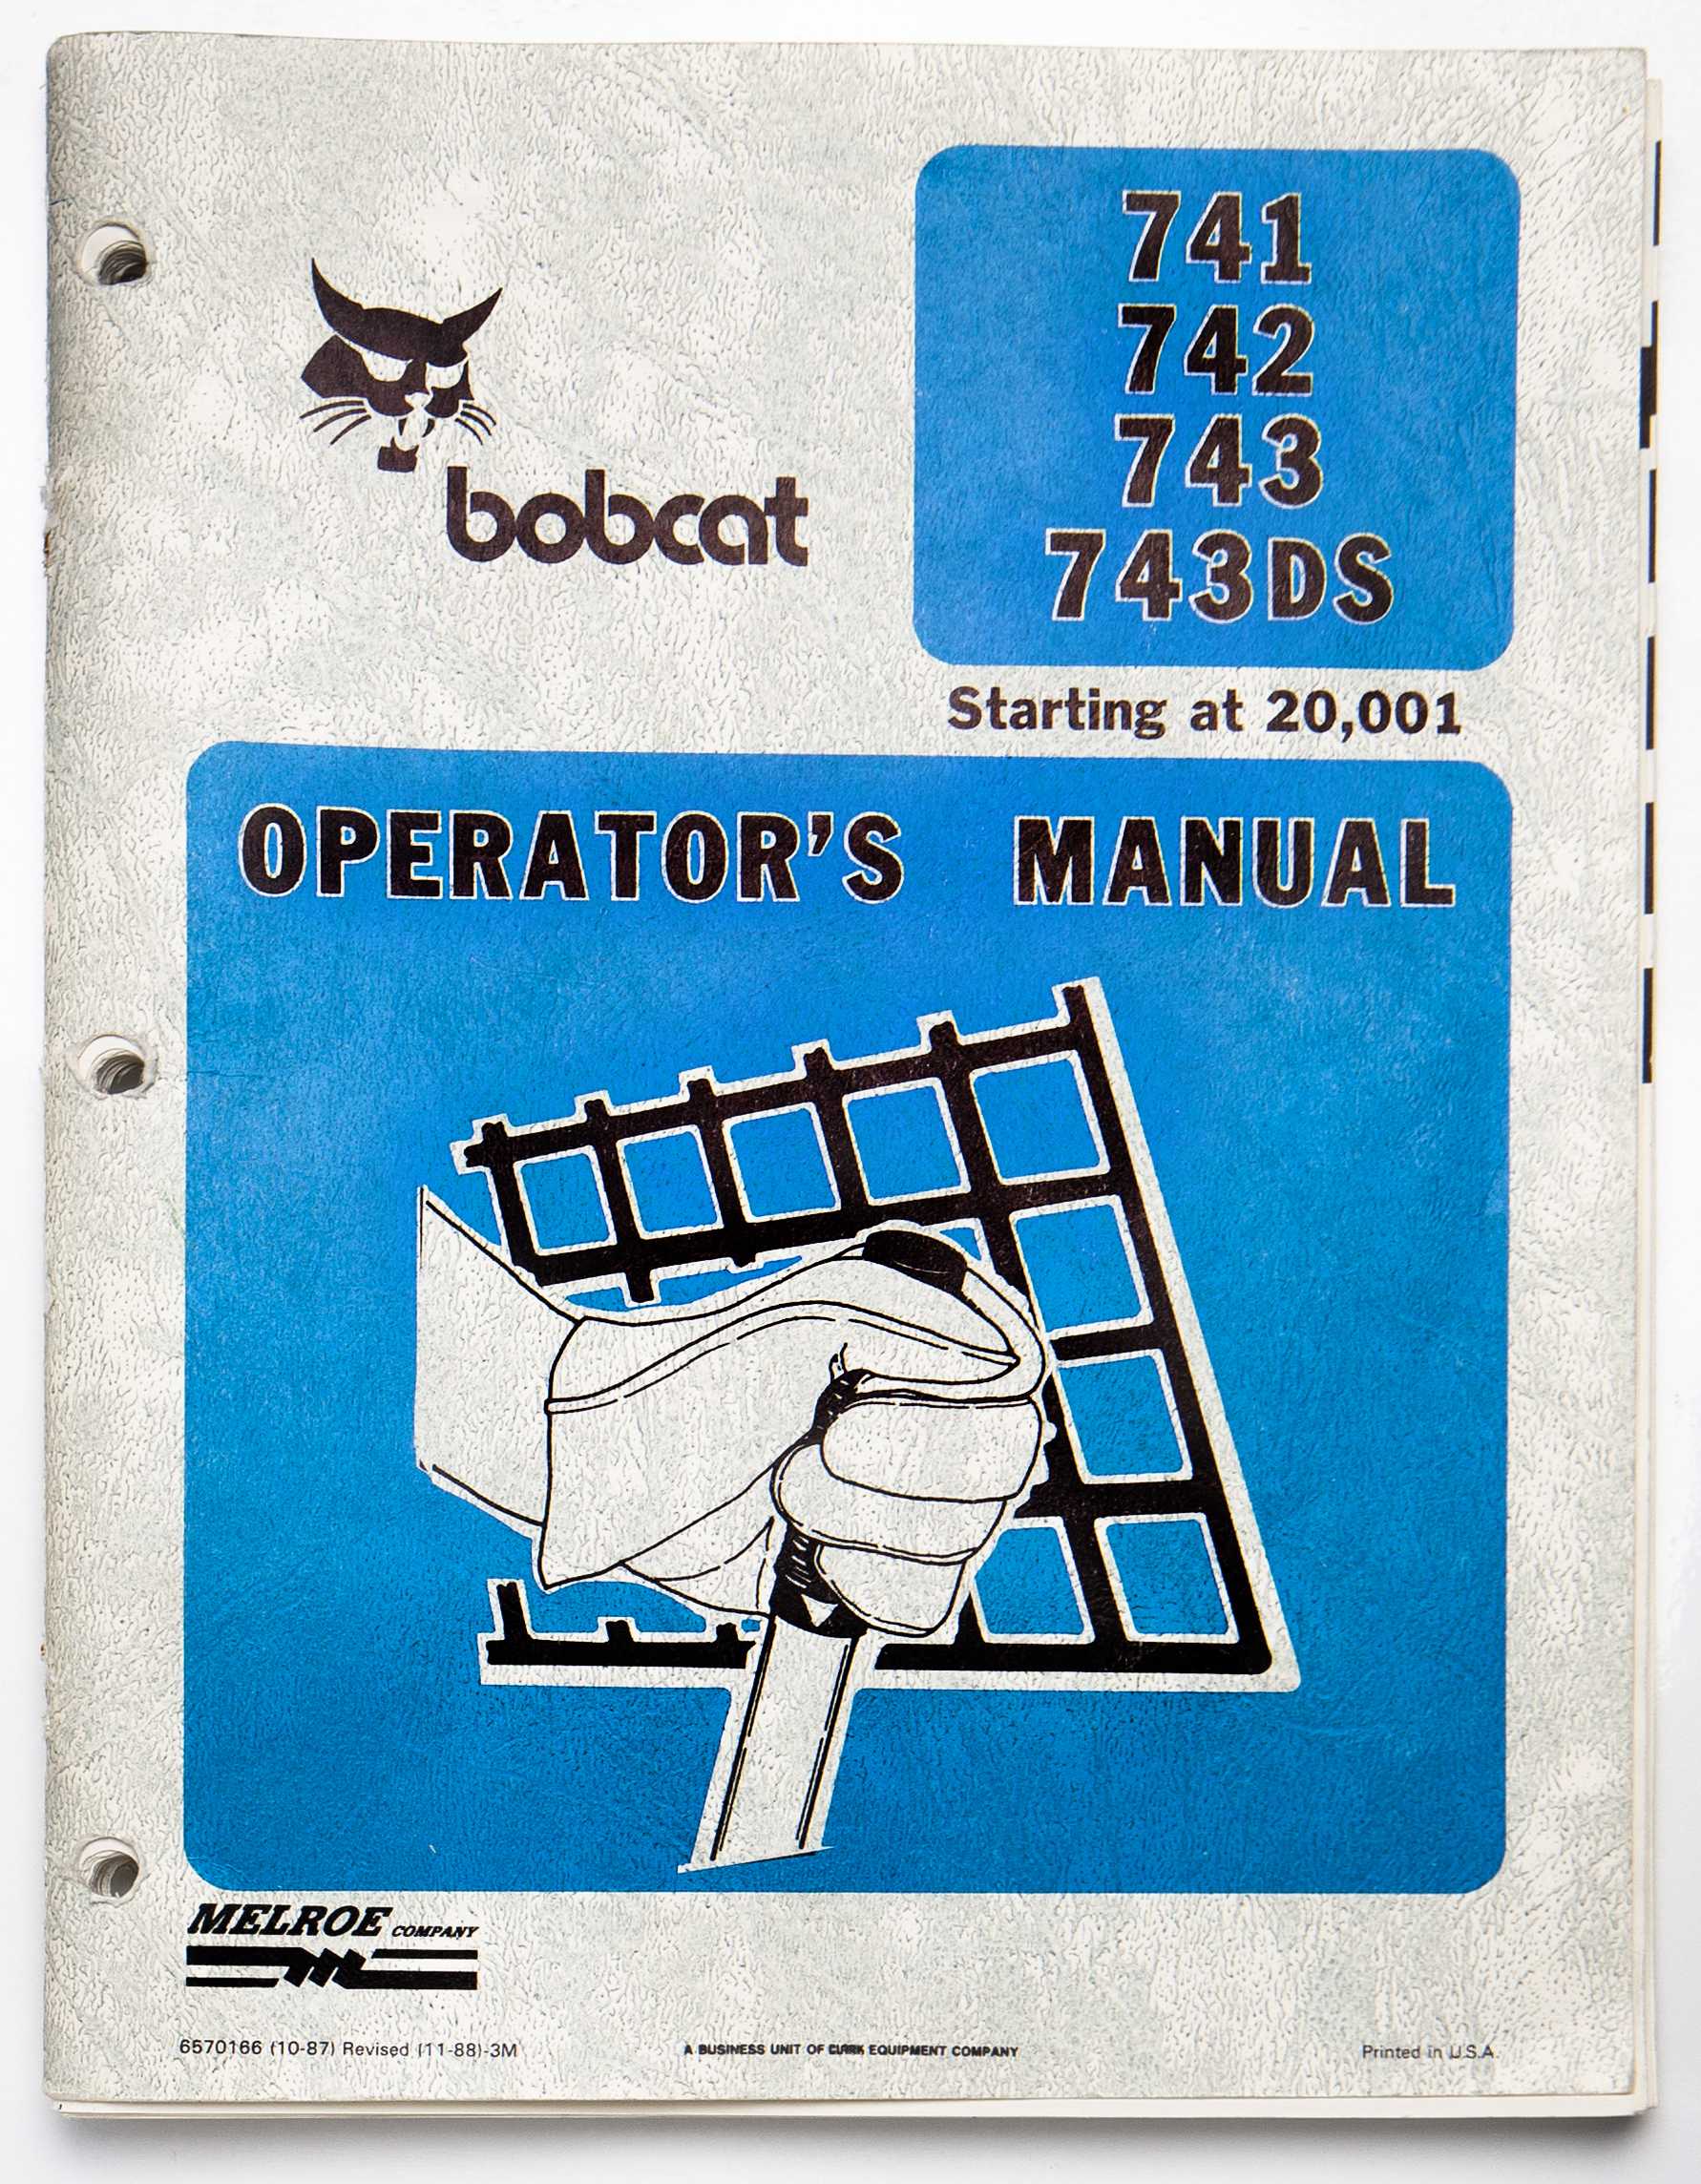 741
742
743
743DS
bobcat
Starting at 20,001
OPERATOR'S MANUAL
MELROE COMPANY
6570166 (10-87) Revised (11-88)-3M
A BUSINESS UNIT OF CLARK EQUIPMENT COMPANY
Printed in U.S.A.